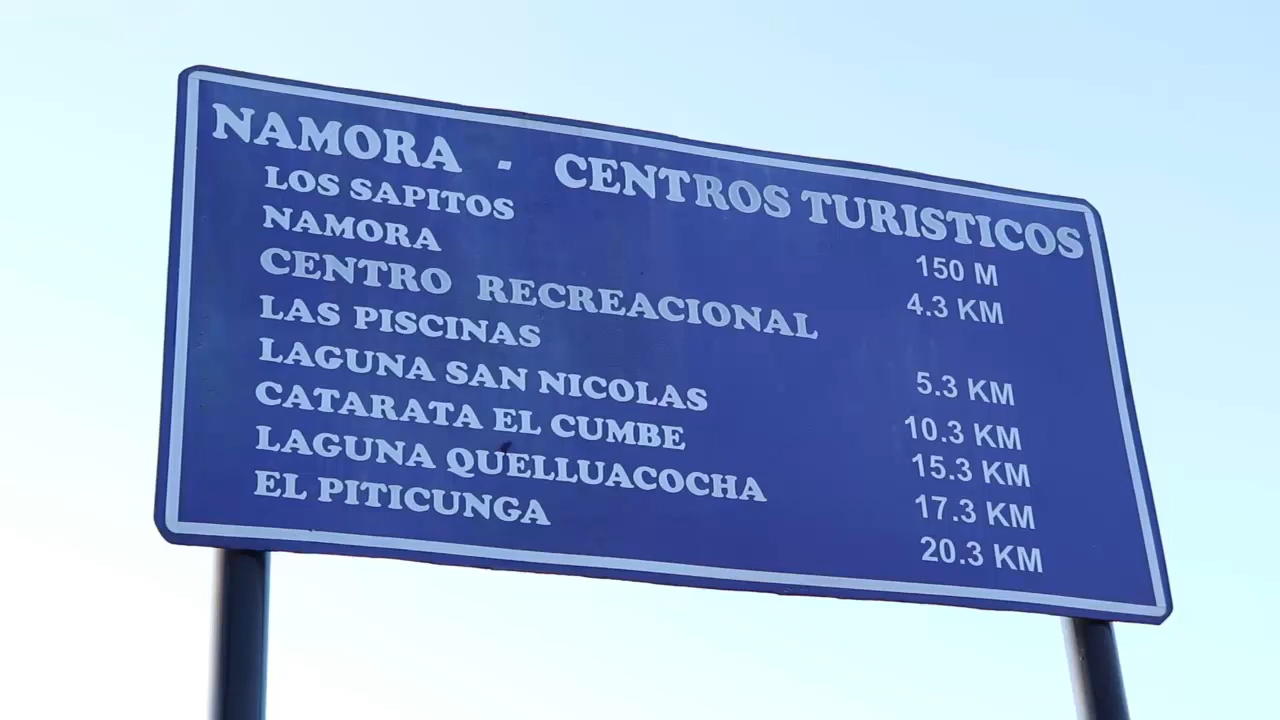 NAMORA - CENTROS TURISTICOS
LOS SAPITOS 150 M
NAMORA 4.3 KM
CENTRO RECREACIONAL
LAS PISCINAS 5.3 KM
LAGUNA SAN NICOLAS 10.3 KM
CATARATA EL CUMBE 15.3 KM
LAGUNA QUELLUACOCHA 17.3 KM
EL PITICUNGA 20.3 KM